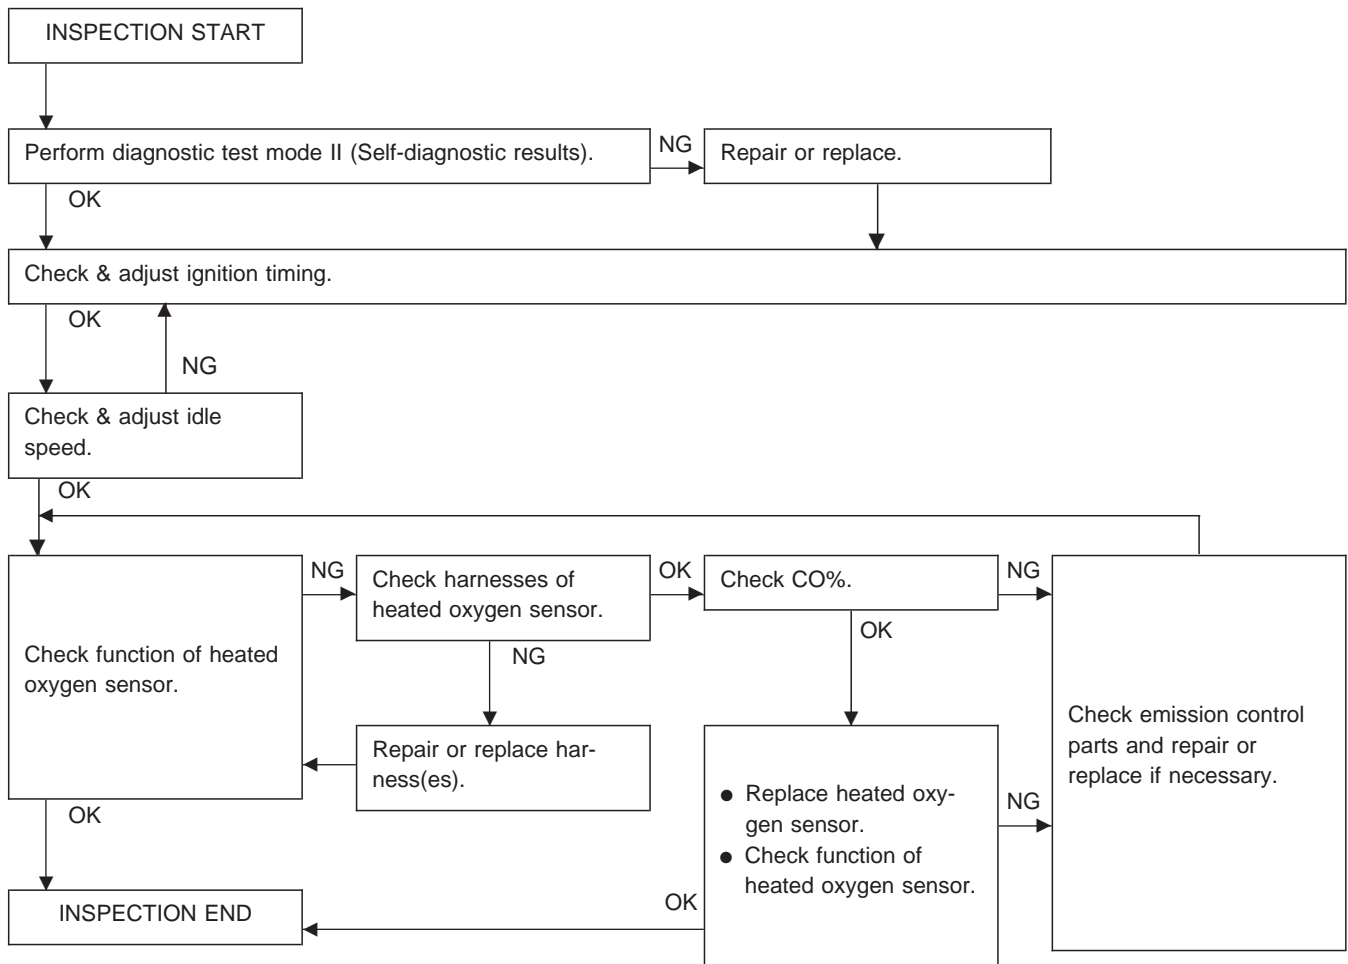 INSPECTION START
Perform diagnostic test mode II (Self-diagnostic results).
NG
Repair or replace.
OK
Check & adjust ignition timing.
OK
NG
Check & adjust idle
speed.
OK
Check function of heated
oxygen sensor.
NG
Check harnesses of
heated oxygen sensor.
OK
Check CO%.
NG
NG
OK
Repair or replace har-
ness(es).
● Replace heated oxy-
gen sensor.
● Check function of
heated oxygen sensor.
NG
Check emission control
parts and repair or
replace if necessary.
OK
OK
INSPECTION END